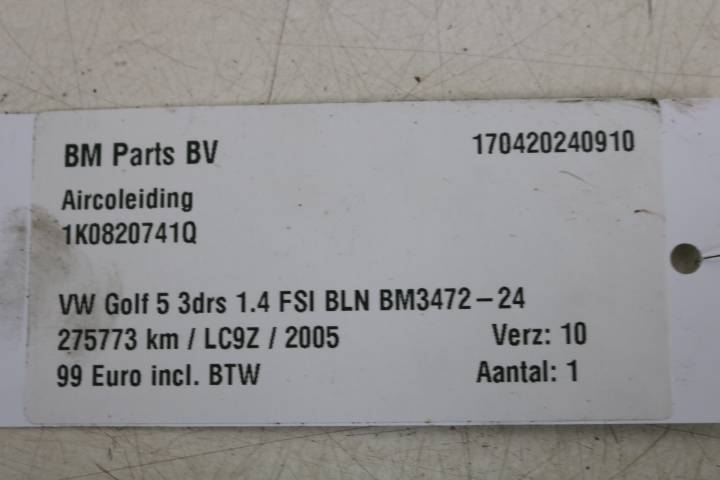 BM Parts BV 170420240910
Aircoleiding
1K0820741Q
VW Golf 5 3drs 1.4 FSI BLN BM3472-24
275773 km / LC9Z / 2005 Verz: 10
99 Euro incl. BTW Aantal: 1